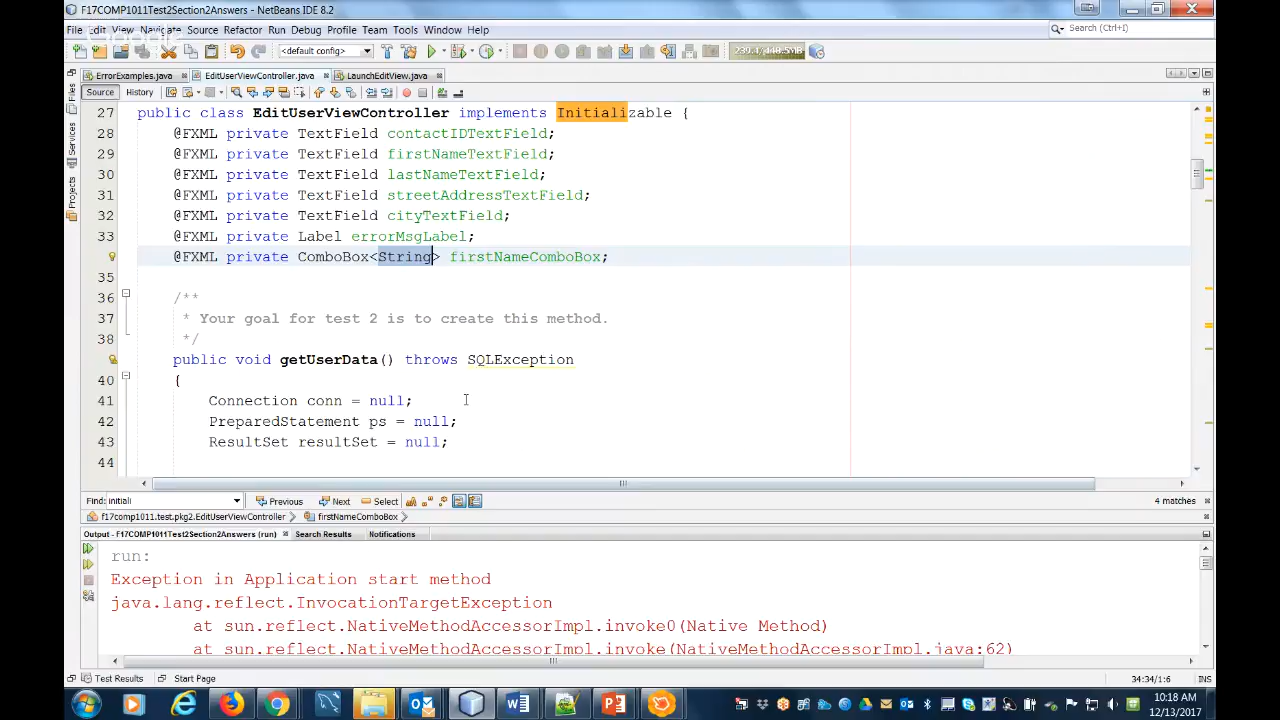 F17COMP1011Test2Section2Answers - NetBeans IDE 8.2
File Edit View Navigate Source Refactor Run Debug Profile Team Tools Window Help
Search (Ctrl+I)
<default config>
239.1/448.5MB
ErrorExamples.java EditUserViewController.java LaunchEditView.java
Source History
27 public class EditUserViewController implements Initializable {
28 @FXML private TextField contactIDTextField;
29 @FXML private TextField firstNameTextField;
30 @FXML private TextField lastNameTextField;
31 @FXML private TextField streetAddressTextField;
32 @FXML private TextField cityTextField;
33 @FXML private Label errorMsgLabel;
@FXML private ComboBox<String> firstNameComboBox;
35
36 /**
37 * Your goal for test 2 is to create this method.
38 */
public void getUserData() throws SQLException
40 {
41 Connection conn = null;
42 PreparedStatement ps = null;
43 ResultSet resultSet = null;
44
Files
Services
Projects
Find: initiali Previous Next Select 4 matches
f17comp1011.test.pkg2.EditUserViewController firstNameComboBox
Output - F17COMP1011Test2Section2Answers (run) Search Results Notifications
run:
Exception in Application start method
java.lang.reflect.InvocationTargetException
at sun.reflect.NativeMethodAccessorImpl.invoke0(Native Method)
at sun.reflect.NativeMethodAccessorImpl.invoke(NativeMethodAccessorImpl.java:62)
Test Results Start Page 34:34/1:6 INS
10:18 AM
12/13/2017